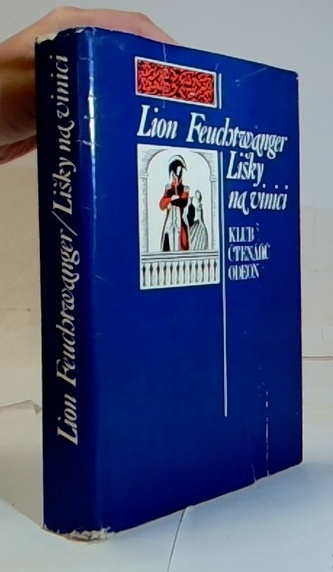 Lion Feuchtwanger/Lišky na vinici
Lion Feuchtwanger
Lišky
na vinici
KLUB
ČTENÁŘŮ
ODEON